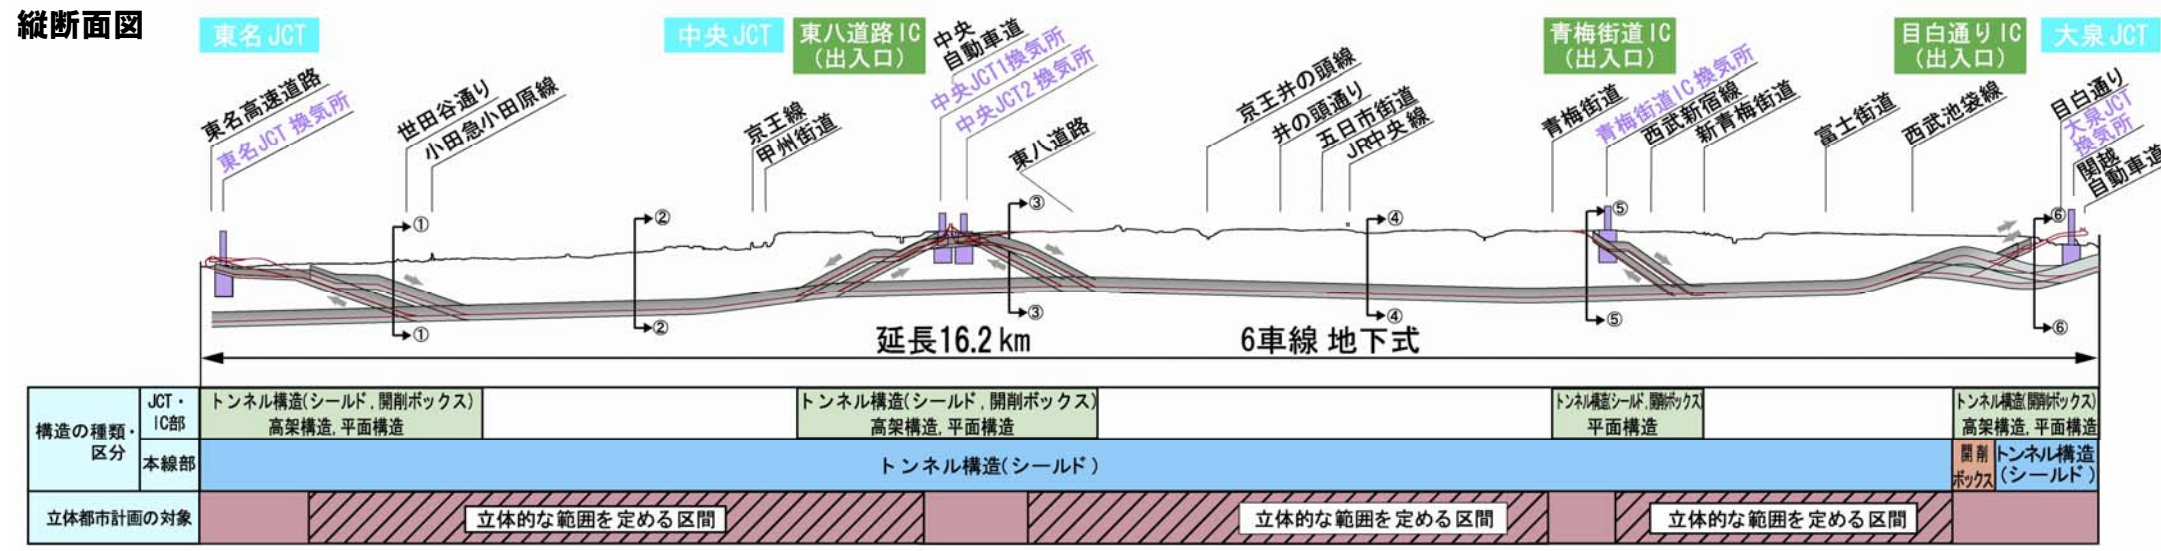 縦断面図
東名JCT
中央JCT
東八道路IC
(出入口)
青梅街道IC
(出入口)
目白通りIC
(出入口)
大泉JCT
東名高速道路
東名JCT 換気所
世田谷通り
小田急小田原線
京王線
甲州街道
中央
自動車道
中央JCT1換気所
中央JCT2 換気所
東八道路
京王井の頭線
井の頭通り
五日市街道
JR中央線
青梅街道
青梅街道IC 換気所
西武新宿線
新青梅街道
富士街道
西武池袋線
目白通り
大泉JCT
換気所
関越
自動車道
①
②
③
④
⑤
⑥
①
②
③
④
⑤
⑥
延長16.2km
6車線 地下式
構造の種類・
区分
JCT・
IC部
トンネル構造(シールド,開削ボックス)
高架構造,平面構造
トンネル構造(シールド,開削ボックス)
高架構造,平面構造
トンネル構造(シールド,開削ボックス)
平面構造
トンネル構造(開削ボックス)
高架構造,平面構造
本線部
トンネル構造(シールド)
開削
ボックス
トンネル構造
(シールド)
立体都市計画の対象
立体的な範囲を定める区間
立体的な範囲を定める区間
立体的な範囲を定める区間